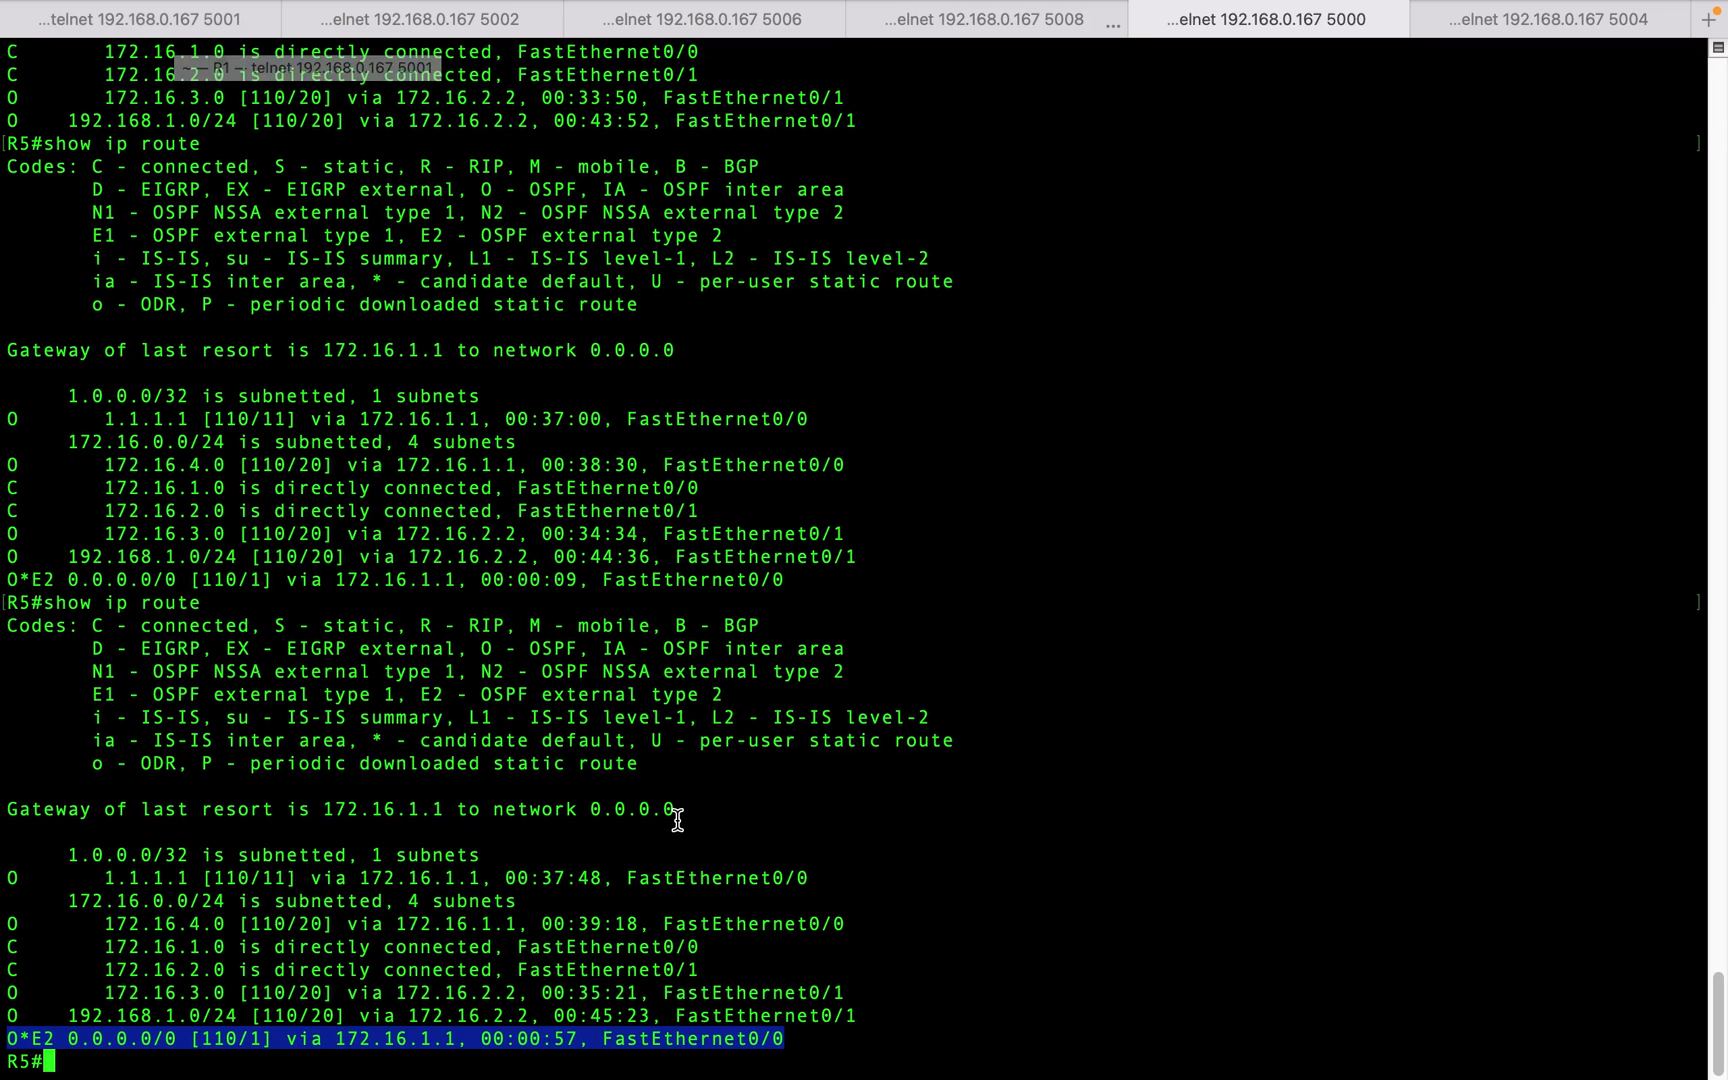 ...telnet 192.168.0.167 5001
...elnet 192.168.0.167 5002
...elnet 192.168.0.167 5006
...elnet 192.168.0.167 5008 ...
...elnet 192.168.0.167 5000
...elnet 192.168.0.167 5004
C 172.16.1.0 is directly connected, FastEthernet0/0
R1 — telnet 192.168.0.167 5001
C 172.16.2.0 is directly connected, FastEthernet0/1
O 172.16.3.0 [110/20] via 172.16.2.2, 00:33:50, FastEthernet0/1
O 192.168.1.0/24 [110/20] via 172.16.2.2, 00:43:52, FastEthernet0/1
[R5#show ip route ]
Codes: C - connected, S - static, R - RIP, M - mobile, B - BGP
D - EIGRP, EX - EIGRP external, O - OSPF, IA - OSPF inter area
N1 - OSPF NSSA external type 1, N2 - OSPF NSSA external type 2
E1 - OSPF external type 1, E2 - OSPF external type 2
i - IS-IS, su - IS-IS summary, L1 - IS-IS level-1, L2 - IS-IS level-2
ia - IS-IS inter area, * - candidate default, U - per-user static route
o - ODR, P - periodic downloaded static route
Gateway of last resort is 172.16.1.1 to network 0.0.0.0
1.0.0.0/32 is subnetted, 1 subnets
O 1.1.1.1 [110/11] via 172.16.1.1, 00:37:00, FastEthernet0/0
172.16.0.0/24 is subnetted, 4 subnets
O 172.16.4.0 [110/20] via 172.16.1.1, 00:38:30, FastEthernet0/0
C 172.16.1.0 is directly connected, FastEthernet0/0
C 172.16.2.0 is directly connected, FastEthernet0/1
O 172.16.3.0 [110/20] via 172.16.2.2, 00:34:34, FastEthernet0/1
O 192.168.1.0/24 [110/20] via 172.16.2.2, 00:44:36, FastEthernet0/1
O*E2 0.0.0.0/0 [110/1] via 172.16.1.1, 00:00:09, FastEthernet0/0
[R5#show ip route ]
Codes: C - connected, S - static, R - RIP, M - mobile, B - BGP
D - EIGRP, EX - EIGRP external, O - OSPF, IA - OSPF inter area
N1 - OSPF NSSA external type 1, N2 - OSPF NSSA external type 2
E1 - OSPF external type 1, E2 - OSPF external type 2
i - IS-IS, su - IS-IS summary, L1 - IS-IS level-1, L2 - IS-IS level-2
ia - IS-IS inter area, * - candidate default, U - per-user static route
o - ODR, P - periodic downloaded static route
Gateway of last resort is 172.16.1.1 to network 0.0.0.0
1.0.0.0/32 is subnetted, 1 subnets
O 1.1.1.1 [110/11] via 172.16.1.1, 00:37:48, FastEthernet0/0
172.16.0.0/24 is subnetted, 4 subnets
O 172.16.4.0 [110/20] via 172.16.1.1, 00:39:18, FastEthernet0/0
C 172.16.1.0 is directly connected, FastEthernet0/0
C 172.16.2.0 is directly connected, FastEthernet0/1
O 172.16.3.0 [110/20] via 172.16.2.2, 00:35:21, FastEthernet0/1
O 192.168.1.0/24 [110/20] via 172.16.2.2, 00:45:23, FastEthernet0/1
O*E2 0.0.0.0/0 [110/1] via 172.16.1.1, 00:00:57, FastEthernet0/0
R5#